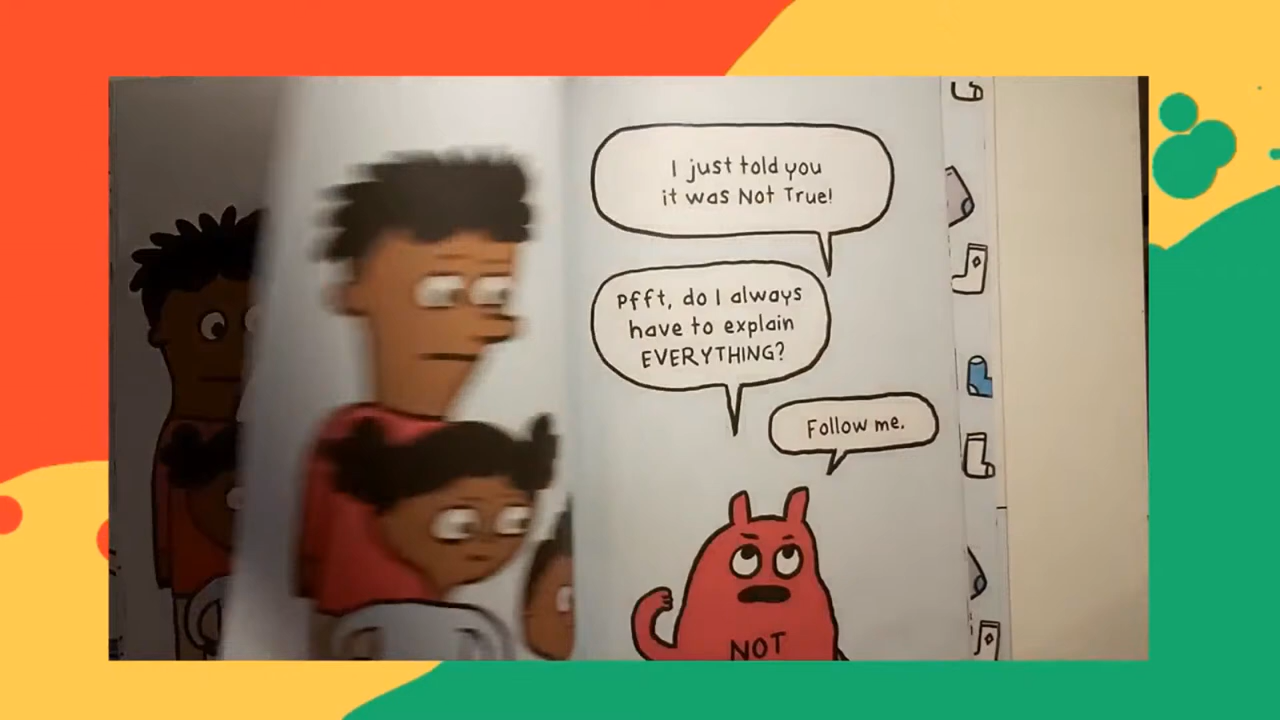 I just told you
it was Not True!
Pfft, do I always
have to explain
EVERYTHING?
Follow me.
NOT